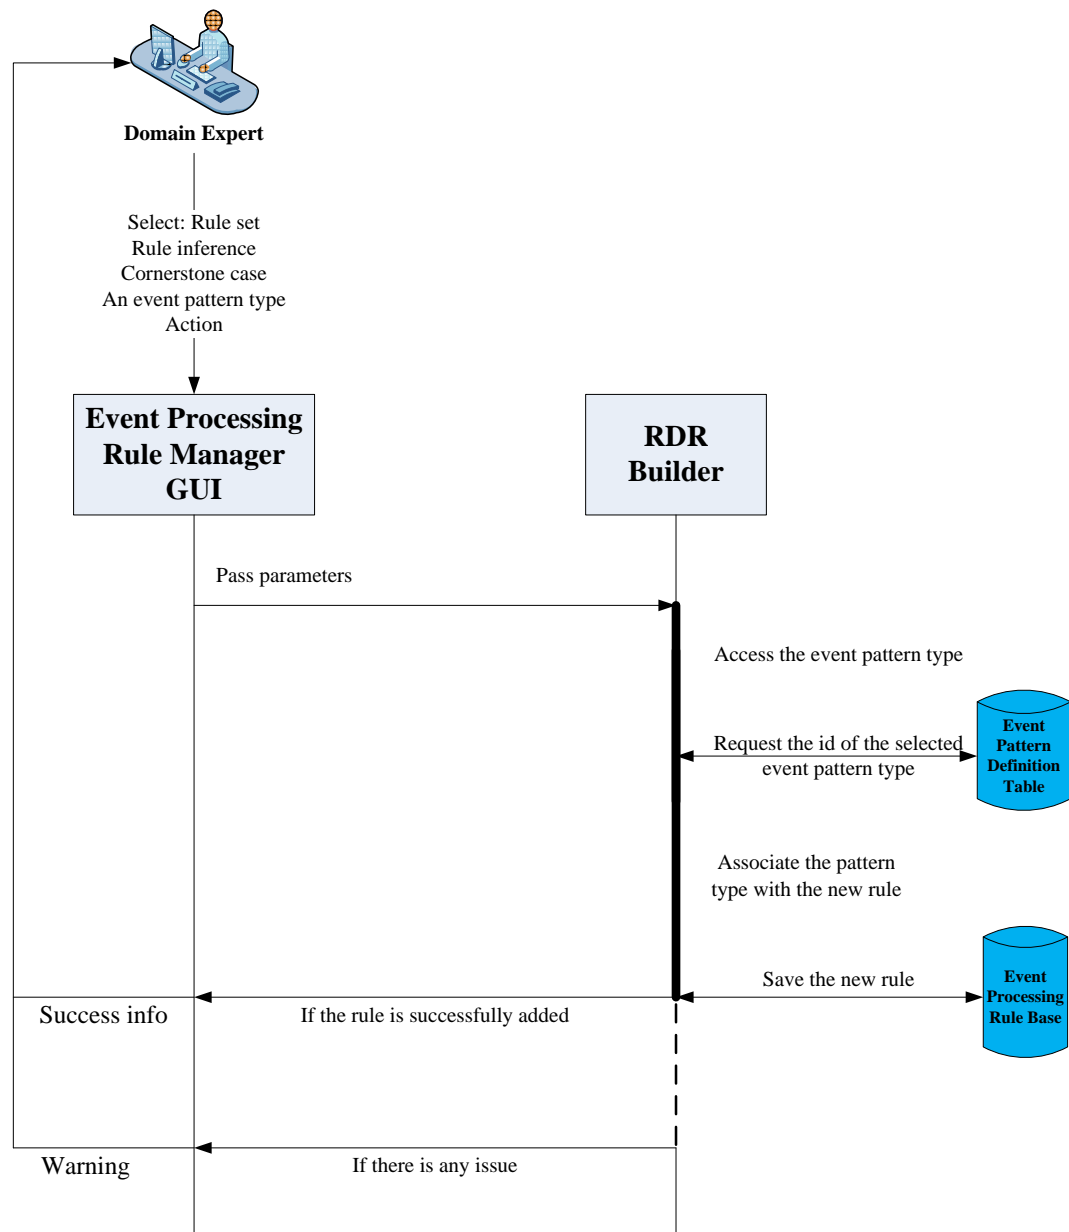 Domain Expert
Select: Rule set
Rule inference
Cornerstone case
An event pattern type
Action
Event Processing
Rule Manager
GUI
RDR
Builder
Pass parameters
Access the event pattern type
Request the id of the selected
event pattern type
Event
Pattern
Definition
Table
Associate the pattern
type with the new rule
Save the new rule
Event
Processing
Rule Base
Success info
If the rule is successfully added
Warning
If there is any issue